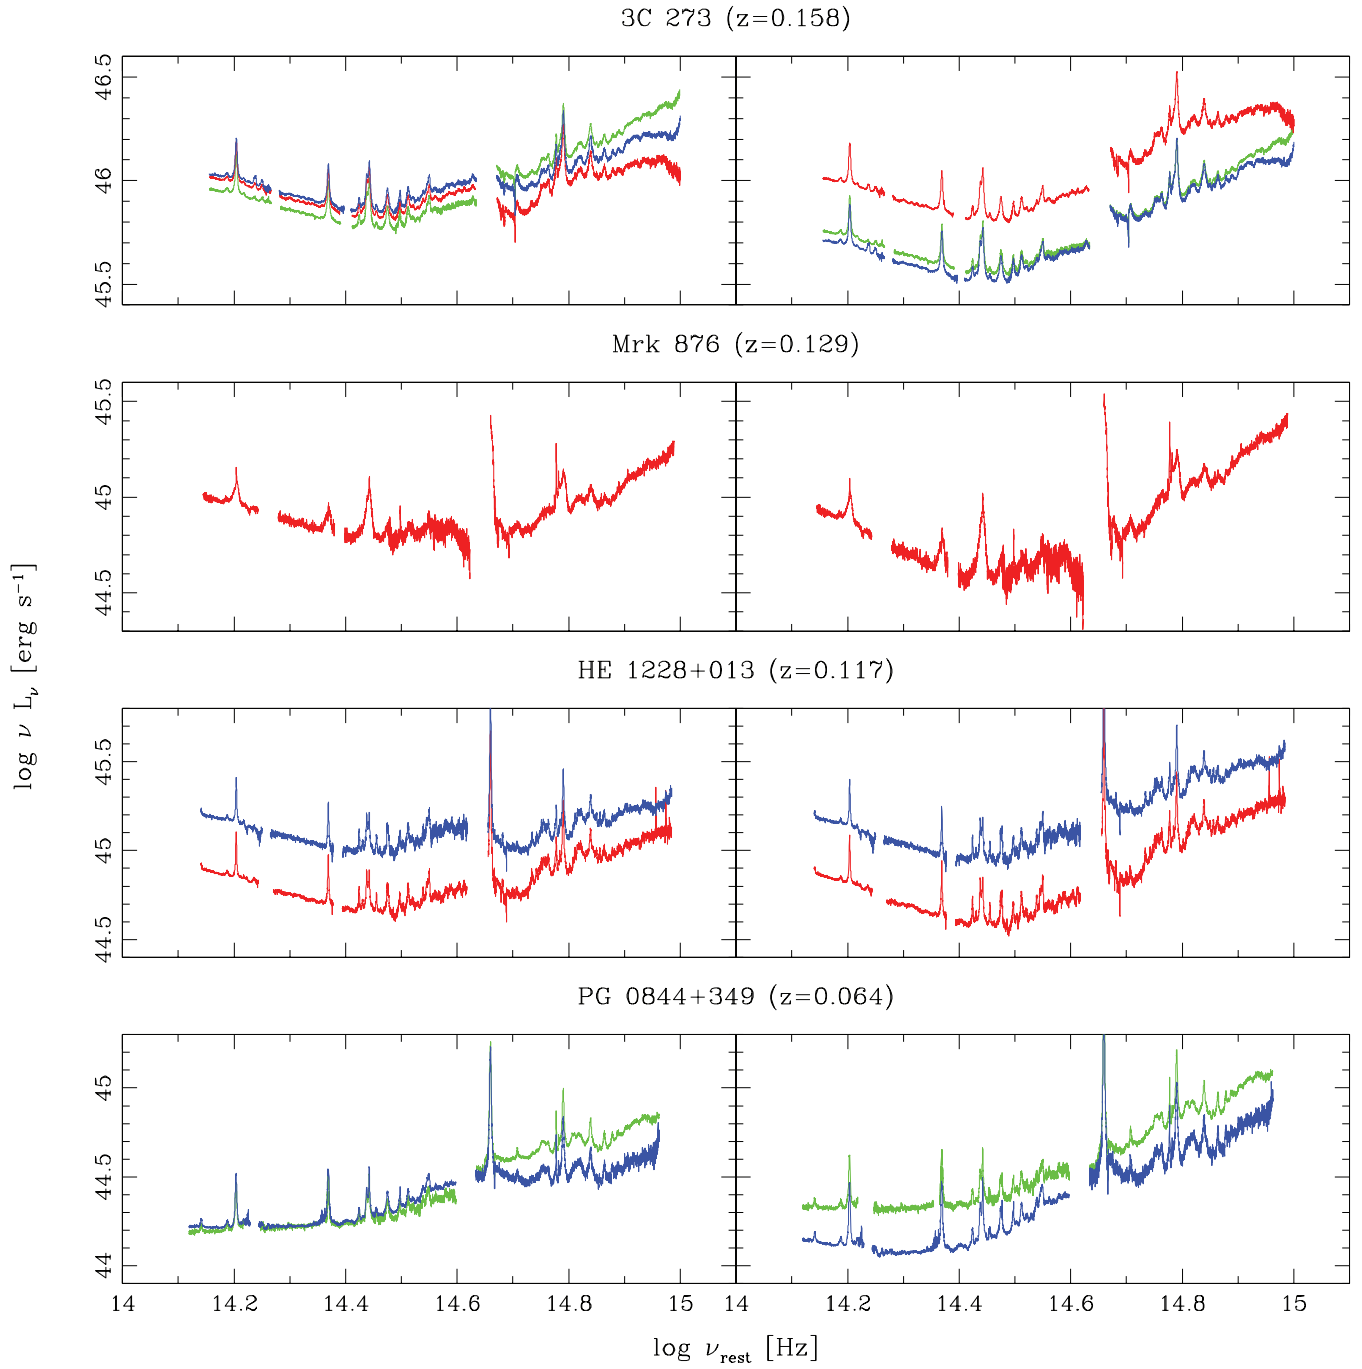 3C 273 (z=0.158)
46.5
46
45.5
Mrk 876 (z=0.129)
45.5
45
44.5
HE 1228+013 (z=0.117)
45.5
45
44.5
PG 0844+349 (z=0.064)
45
44.5
44
14 14.2 14.4 14.6 14.8 15 14 14.2 14.4 14.6 14.8 15
log ν_rest [Hz]
log ν L_ν [erg s⁻¹]